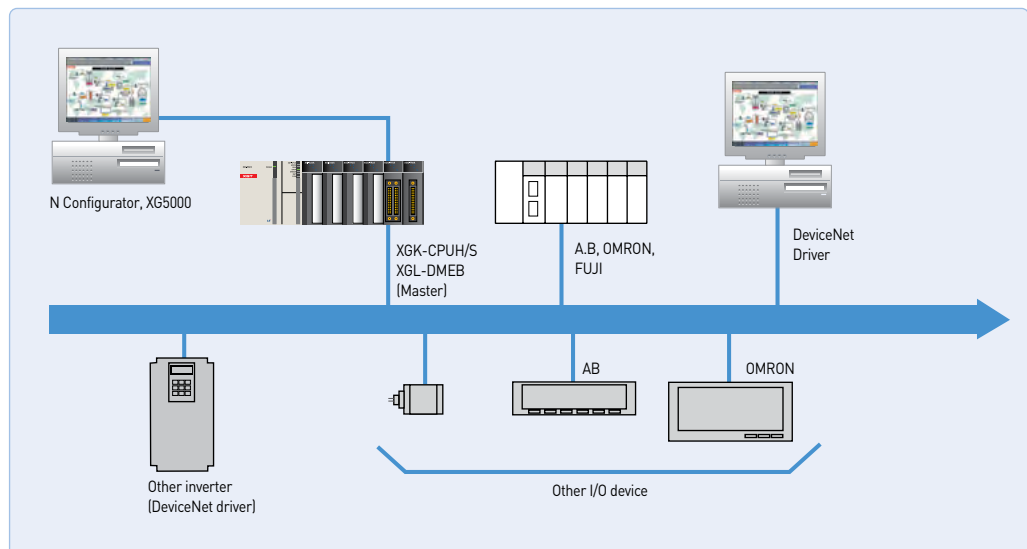 N Configurator, XG5000
XGK-CPUH/S
XGL-DMEB
(Master)
A.B, OMRON,
FUJI
DeviceNet
Driver
AB
OMRON
Other inverter
(DeviceNet driver)
Other I/O device